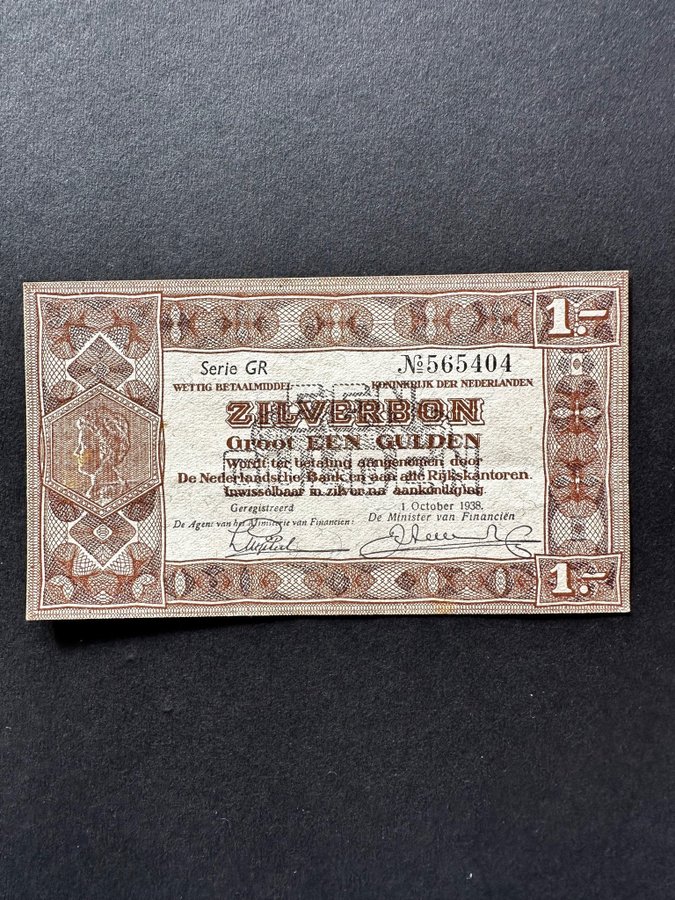 1.-
Serie GR
№ 565404
WETTIG BETAALMIDDEL
KONINKRIJK DER NEDERLANDEN
ZILVERBON
Groot EEN GULDEN
Wordt ter betaling aangenomen door
De Nederlandsche Bank en aan alle Rijkskantoren.
Inwisselbaar in zilver na aankondiging.
Geregistreerd
1 October 1938.
De Agent van het Ministerie van Financiën:
De Minister van Financiën
1.-